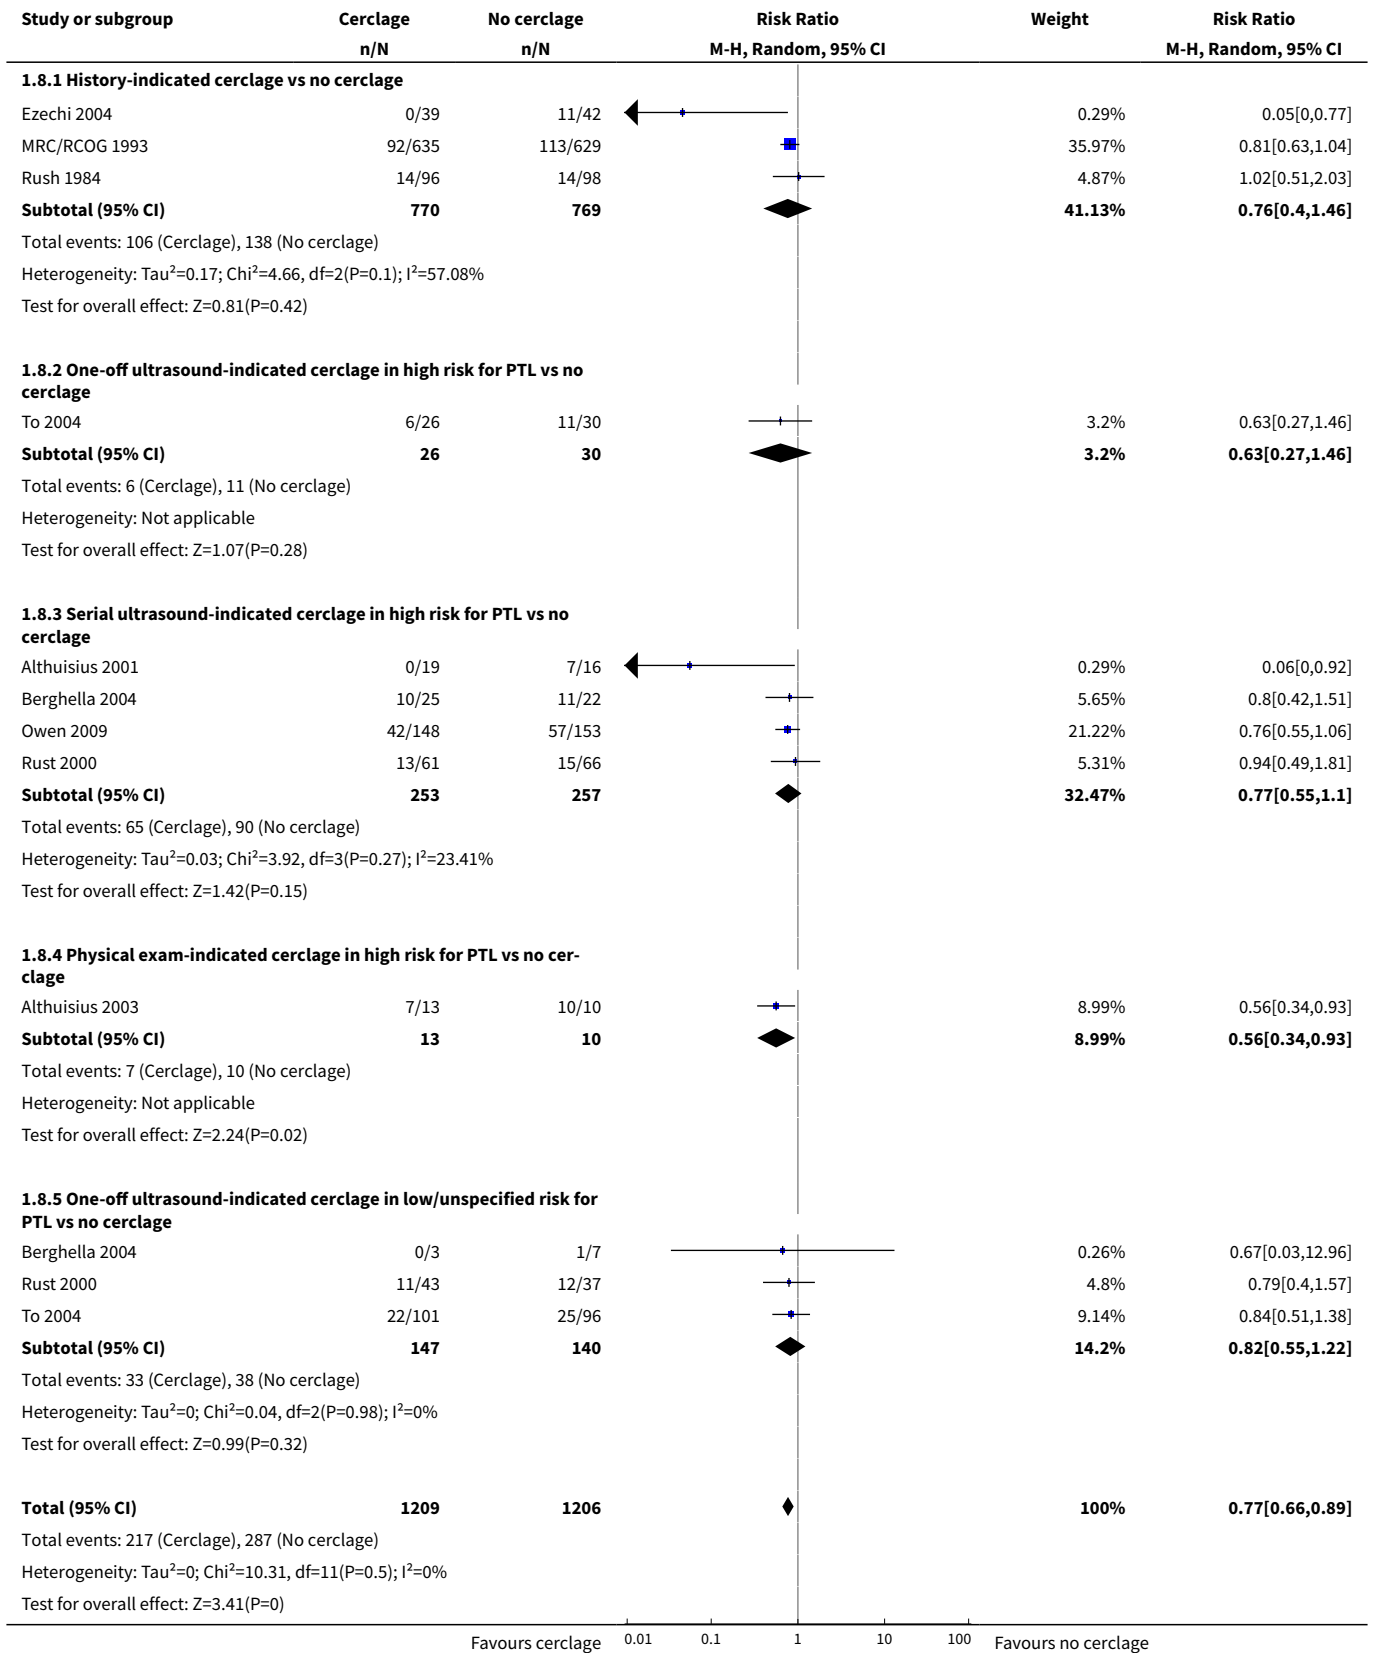 Study or subgroup Cerclage No cerclage Risk Ratio Weight Risk Ratio
n/N n/N M-H, Random, 95% CI M-H, Random, 95% CI
1.8.1 History-indicated cerclage vs no cerclage
Ezechi 2004 0/39 11/42 0.29% 0.05[0,0.77]
MRC/RCOG 1993 92/635 113/629 35.97% 0.81[0.63,1.04]
Rush 1984 14/96 14/98 4.87% 1.02[0.51,2.03]
Subtotal (95% CI) 770 769 41.13% 0.76[0.4,1.46]
Total events: 106 (Cerclage), 138 (No cerclage)
Heterogeneity: Tau²=0.17; Chi²=4.66, df=2(P=0.1); I²=57.08%
Test for overall effect: Z=0.81(P=0.42)
1.8.2 One-off ultrasound-indicated cerclage in high risk for PTL vs no
cerclage
To 2004 6/26 11/30 3.2% 0.63[0.27,1.46]
Subtotal (95% CI) 26 30 3.2% 0.63[0.27,1.46]
Total events: 6 (Cerclage), 11 (No cerclage)
Heterogeneity: Not applicable
Test for overall effect: Z=1.07(P=0.28)
1.8.3 Serial ultrasound-indicated cerclage in high risk for PTL vs no
cerclage
Althuisius 2001 0/19 7/16 0.29% 0.06[0,0.92]
Berghella 2004 10/25 11/22 5.65% 0.8[0.42,1.51]
Owen 2009 42/148 57/153 21.22% 0.76[0.55,1.06]
Rust 2000 13/61 15/66 5.31% 0.94[0.49,1.81]
Subtotal (95% CI) 253 257 32.47% 0.77[0.55,1.1]
Total events: 65 (Cerclage), 90 (No cerclage)
Heterogeneity: Tau²=0.03; Chi²=3.92, df=3(P=0.27); I²=23.41%
Test for overall effect: Z=1.42(P=0.15)
1.8.4 Physical exam-indicated cerclage in high risk for PTL vs no cer-
clage
Althuisius 2003 7/13 10/10 8.99% 0.56[0.34,0.93]
Subtotal (95% CI) 13 10 8.99% 0.56[0.34,0.93]
Total events: 7 (Cerclage), 10 (No cerclage)
Heterogeneity: Not applicable
Test for overall effect: Z=2.24(P=0.02)
1.8.5 One-off ultrasound-indicated cerclage in low/unspecified risk for
PTL vs no cerclage
Berghella 2004 0/3 1/7 0.26% 0.67[0.03,12.96]
Rust 2000 11/43 12/37 4.8% 0.79[0.4,1.57]
To 2004 22/101 25/96 9.14% 0.84[0.51,1.38]
Subtotal (95% CI) 147 140 14.2% 0.82[0.55,1.22]
Total events: 33 (Cerclage), 38 (No cerclage)
Heterogeneity: Tau²=0; Chi²=0.04, df=2(P=0.98); I²=0%
Test for overall effect: Z=0.99(P=0.32)
Total (95% CI) 1209 1206 100% 0.77[0.66,0.89]
Total events: 217 (Cerclage), 287 (No cerclage)
Heterogeneity: Tau²=0; Chi²=10.31, df=11(P=0.5); I²=0%
Test for overall effect: Z=3.41(P=0)
Favours cerclage 0.01 0.1 1 10 100 Favours no cerclage